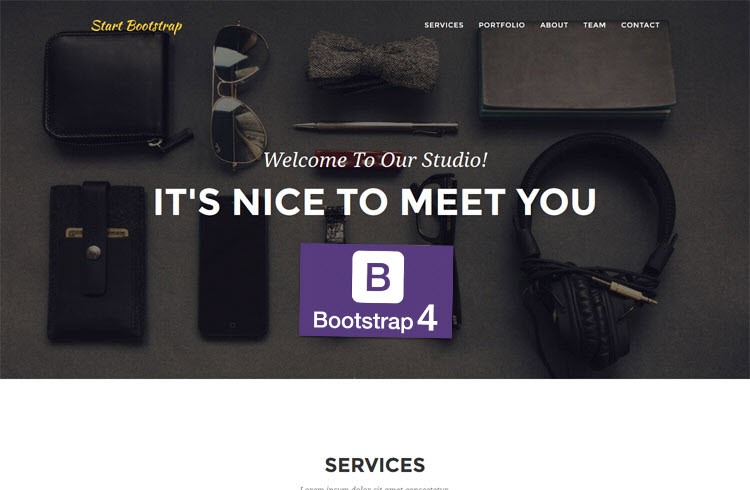 Start Bootstrap
SERVICES PORTFOLIO ABOUT TEAM CONTACT
Welcome To Our Studio!
IT'S NICE TO MEET YOU
B
Bootstrap 4
SERVICES
Lorem ipsum dolor sit amet consectetur